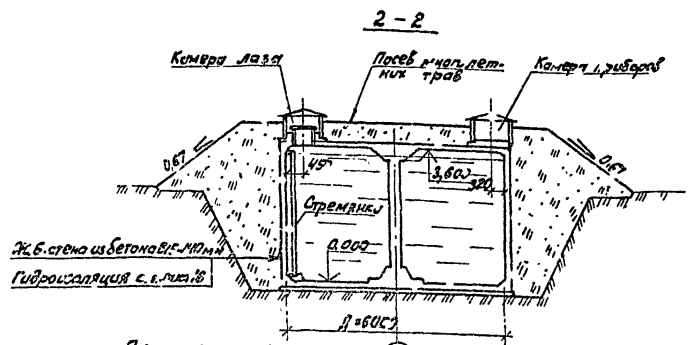 2-2
Камера лаза
Посев многолет-
них трав
Камера приборов
0,67
0,67
3,600
320
Стремянка
0.000
Ж.б. стена из бетона
Гидроизоляция с.
Д=6000